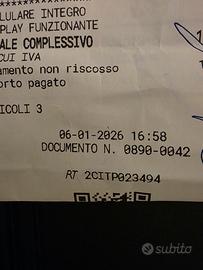 LULARE INTEGRO
PLAY FUNZIONANTE
ALE COMPLESSIVO
CUI IVA
amento non riscosso
orto pagato
ICOLI 3
06-01-2026 16:58
DOCUMENTO N. 0890-0042
RT 2CITP023494
subito